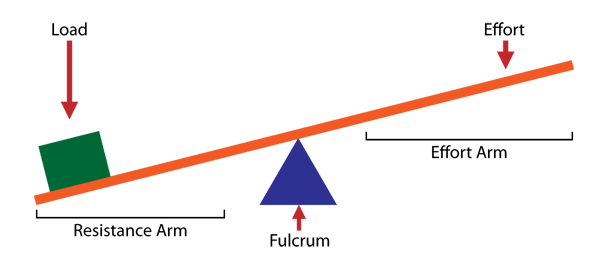 Load
Effort
Effort Arm
Resistance Arm
Fulcrum